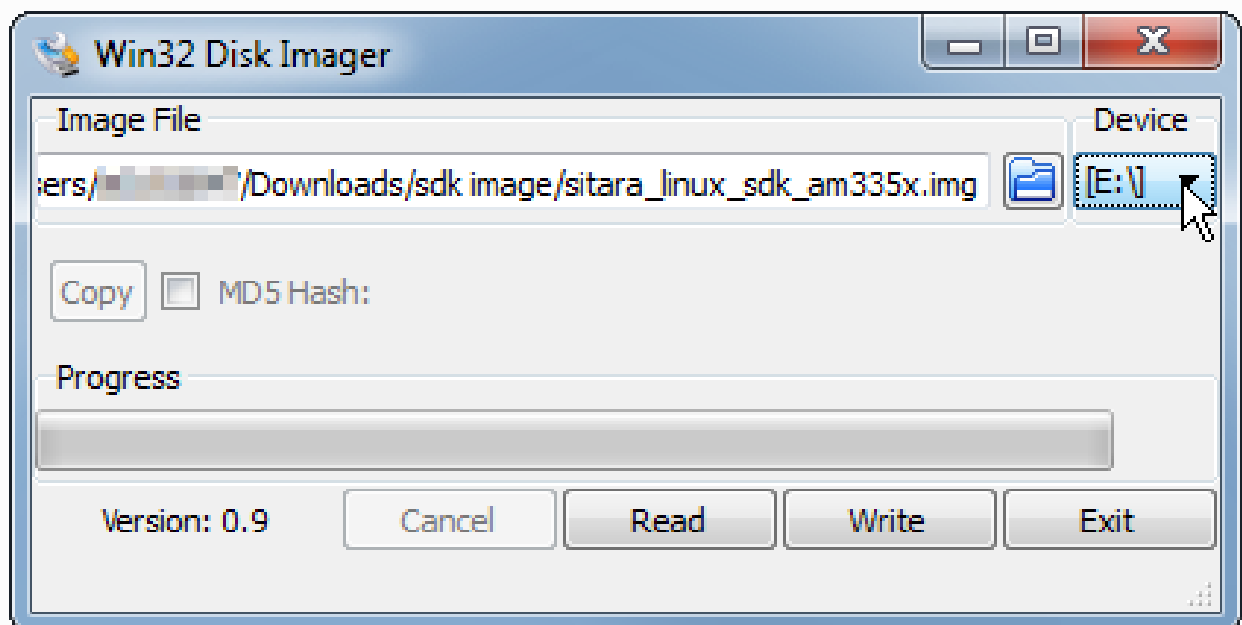 Win32 Disk Imager
Image File
Device
ers/ /Downloads/sdk image/sitara_linux_sdk_am335x.img
[E:\]
Copy
MD5 Hash:
Progress
Version: 0.9
Cancel
Read
Write
Exit